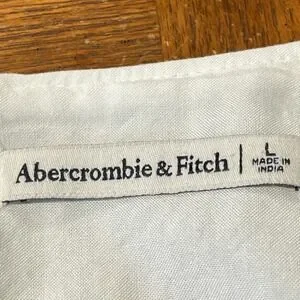 Abercrombie & Fitch
L
MADE IN
INDIA